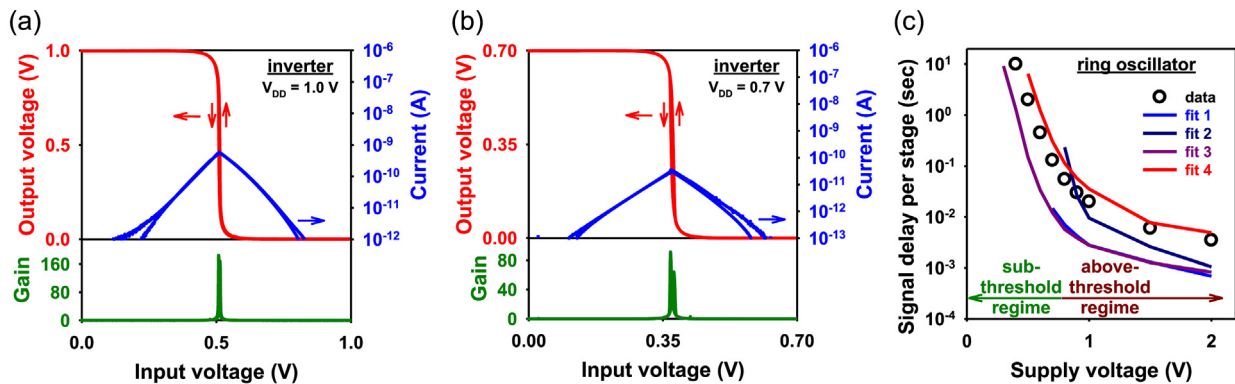 (a)
inverter
V_DD = 1.0 V
Output voltage (V)
1.0
0.5
0.0
Current (A)
10^-6
10^-7
10^-8
10^-9
10^-10
10^-11
10^-12
Gain
160
80
0
0.0
0.5
1.0
Input voltage (V)
(b)
inverter
V_DD = 0.7 V
Output voltage (V)
0.70
0.35
0.00
Current (A)
10^-6
10^-7
10^-8
10^-9
10^-10
10^-11
10^-12
10^-13
Gain
80
40
0
0.00
0.35
0.70
Input voltage (V)
(c)
ring oscillator
data
fit 1
fit 2
fit 3
fit 4
Signal delay per stage (sec)
10^1
10^0
10^-1
10^-2
10^-3
10^-4
sub-
threshold
regime
above-
threshold
regime
0
1
2
Supply voltage (V)